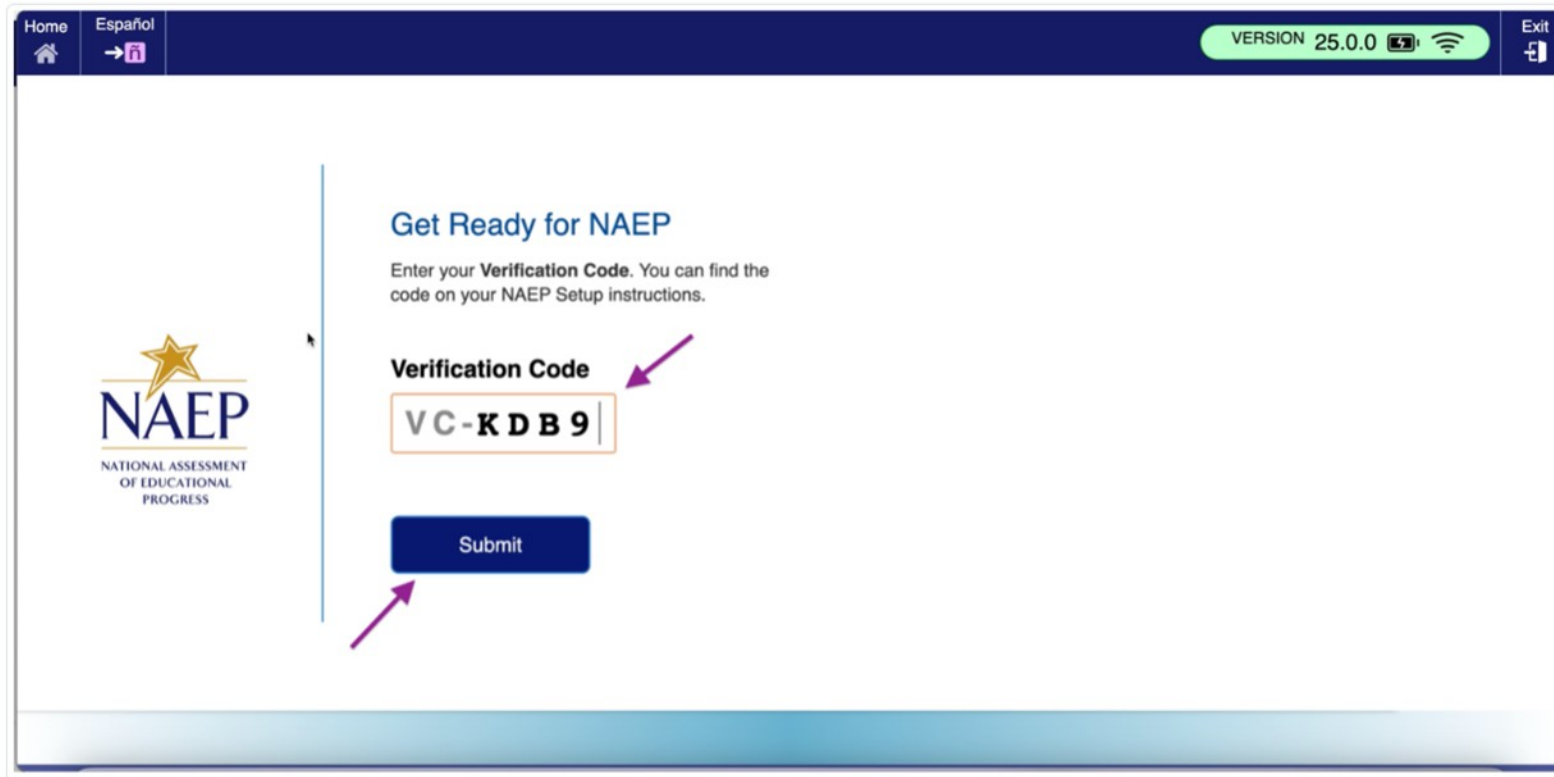 Home
Español
→ñ
VERSION 25.0.0
Exit
Get Ready for NAEP
Enter your Verification Code. You can find the
code on your NAEP Setup instructions.
Verification Code
VC-KDB9
Submit
NAEP
NATIONAL ASSESSMENT
OF EDUCATIONAL
PROGRESS